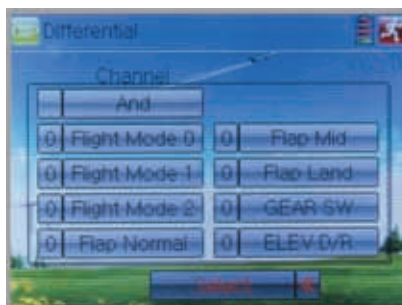 Differential
Channel
And
0 Flight Mode 0
0 Flap Mid
0 Flight Mode 1
0 Flap Land
0 Flight Mode 2
0 GEAR SW
0 Flap Normal
0 ELEV D/R
Select